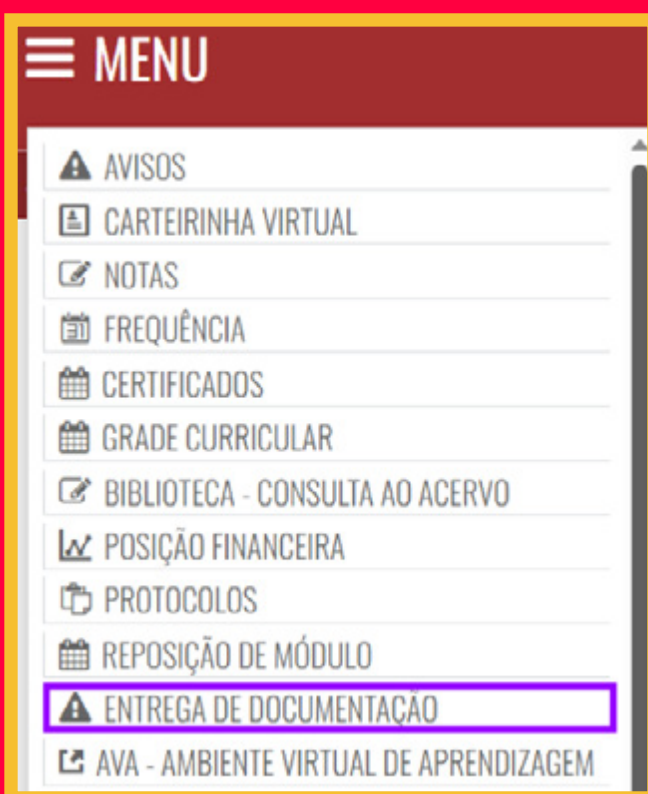 MENU
AVISOS
CARTEIRINHA VIRTUAL
NOTAS
FREQUÊNCIA
CERTIFICADOS
GRADE CURRICULAR
BIBLIOTECA - CONSULTA AO ACERVO
POSIÇÃO FINANCEIRA
PROTOCOLOS
REPOSIÇÃO DE MÓDULO
ENTREGA DE DOCUMENTAÇÃO
AVA - AMBIENTE VIRTUAL DE APRENDIZAGEM